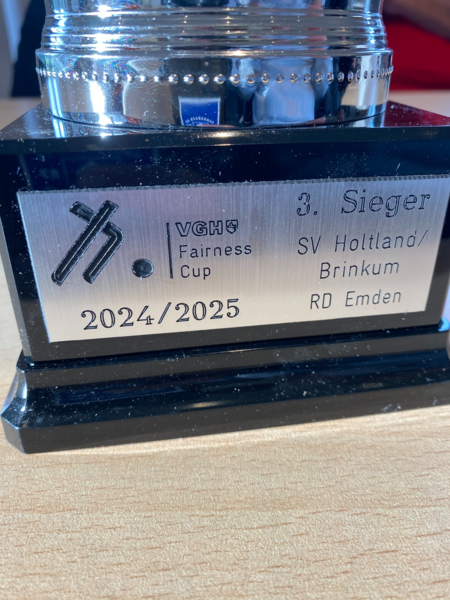 VGH
Fairness
Cup
2024/2025
3. Sieger
SV Holtland/
Brinkum
RD Emden